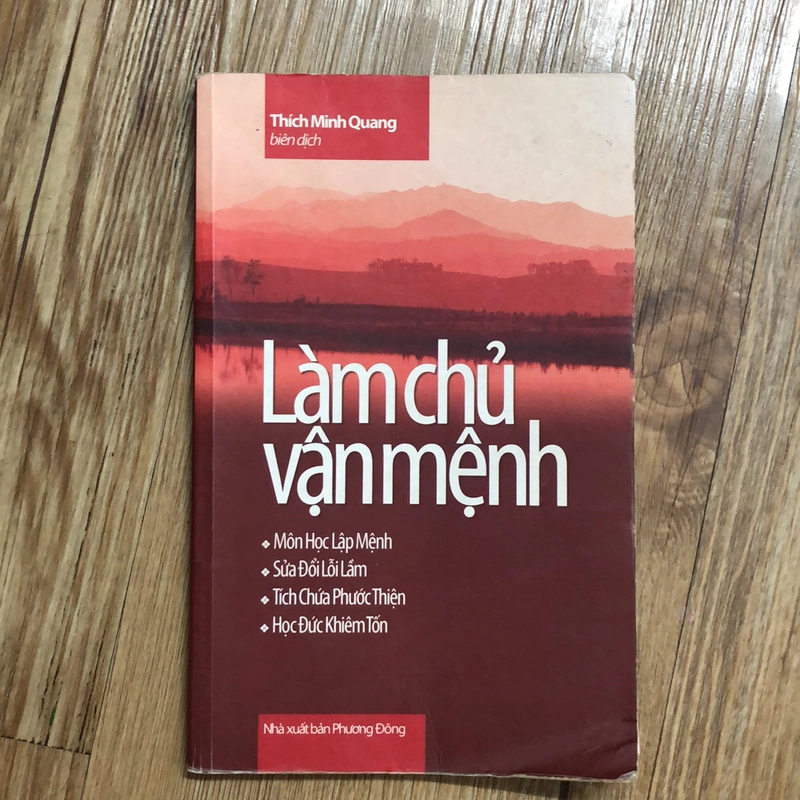 Thích Minh Quang
biên dịch
Làm chủ
vận mệnh
❖ Môn Học Lập Mệnh
❖ Sửa Đổi Lỗi Lầm
❖ Tích Chứa Phước Thiện
❖ Học Đức Khiêm Tốn
Nhà xuất bản Phương Đông